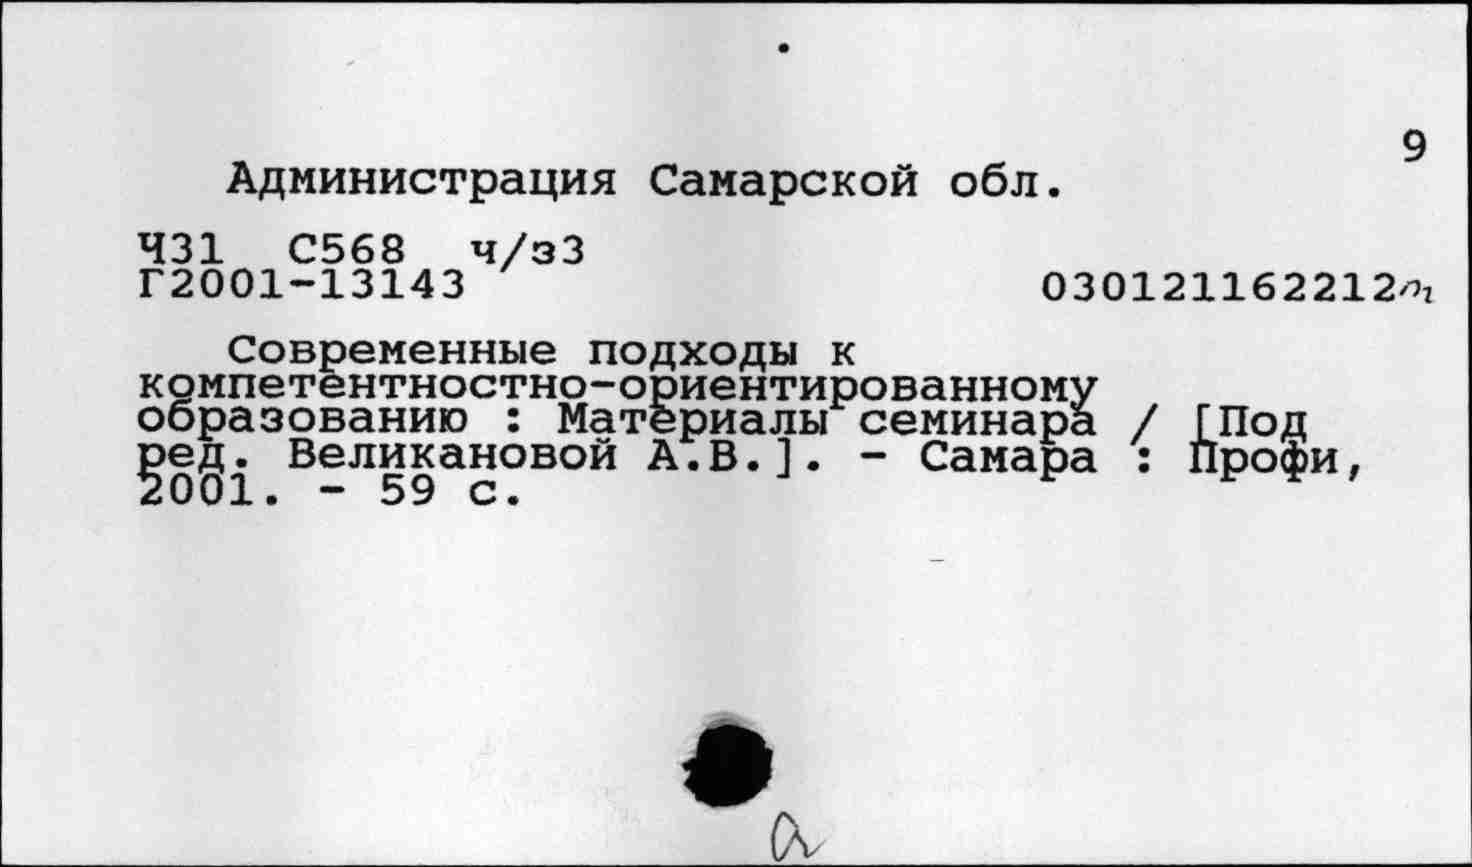 9
Администрация Самарской обл.
Ч31 С568 ч/з3
Г2001-13143 030121162212
Современные подходы к
компетентностно-ориентированному
образованию : Материалы семинара / [Под
ред. Великановой А.В.]. - Самара : Профи,
2001. - 59 с.